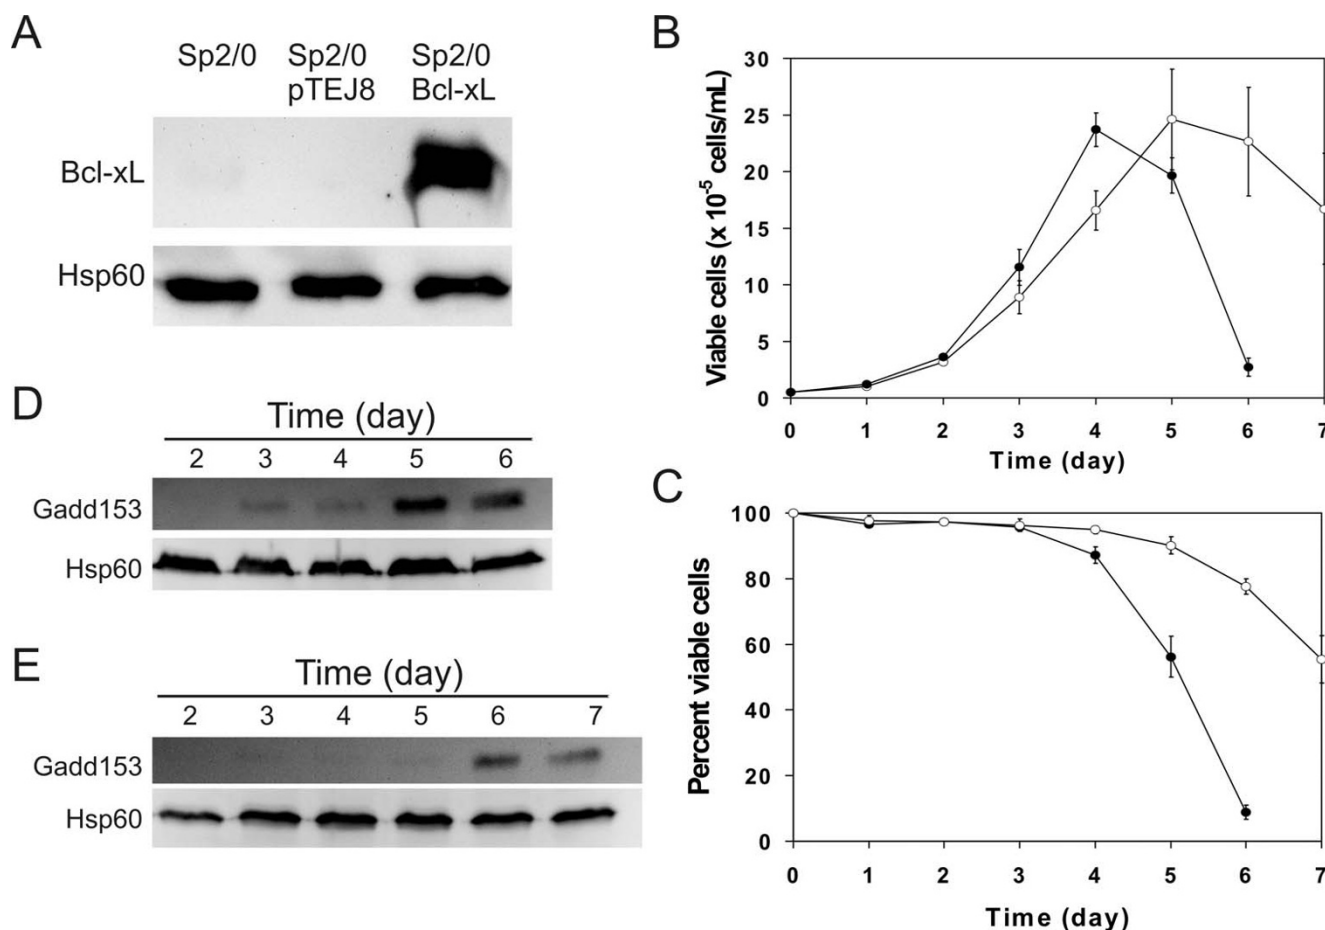 A
Sp2/0 Sp2/0 Sp2/0
pTEJ8 Bcl-xL
Bcl-xL
Hsp60
B
Viable cells (x 10⁻⁵ cells/mL)
30
25
20
15
10
5
0
0 1 2 3 4 5 6 7
Time (day)
D
Time (day)
2 3 4 5 6
Gadd153
Hsp60
E
Time (day)
2 3 4 5 6 7
Gadd153
Hsp60
C
Percent viable cells
100
80
60
40
20
0
0 1 2 3 4 5 6 7
Time (day)